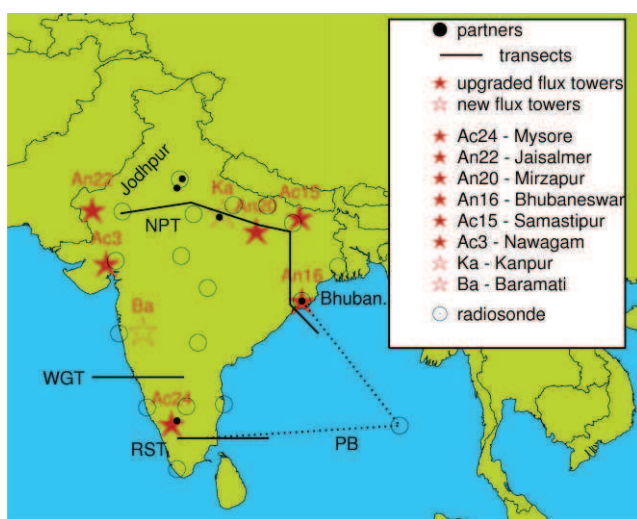 partners
transects
upgraded flux towers
new flux towers
Ac24 - Mysore
An22 - Jaisalmer
An20 - Mirzapur
An16 - Bhubaneswar
Ac15 - Samastipur
Ac3 - Nawagam
Ka - Kanpur
Ba - Baramati
radiosonde
Jodhpur
An22
Ka
Ac15
An20
NPT
Ac3
An16
Bhuban.
Ba
WGT
Ac24
RST
PB